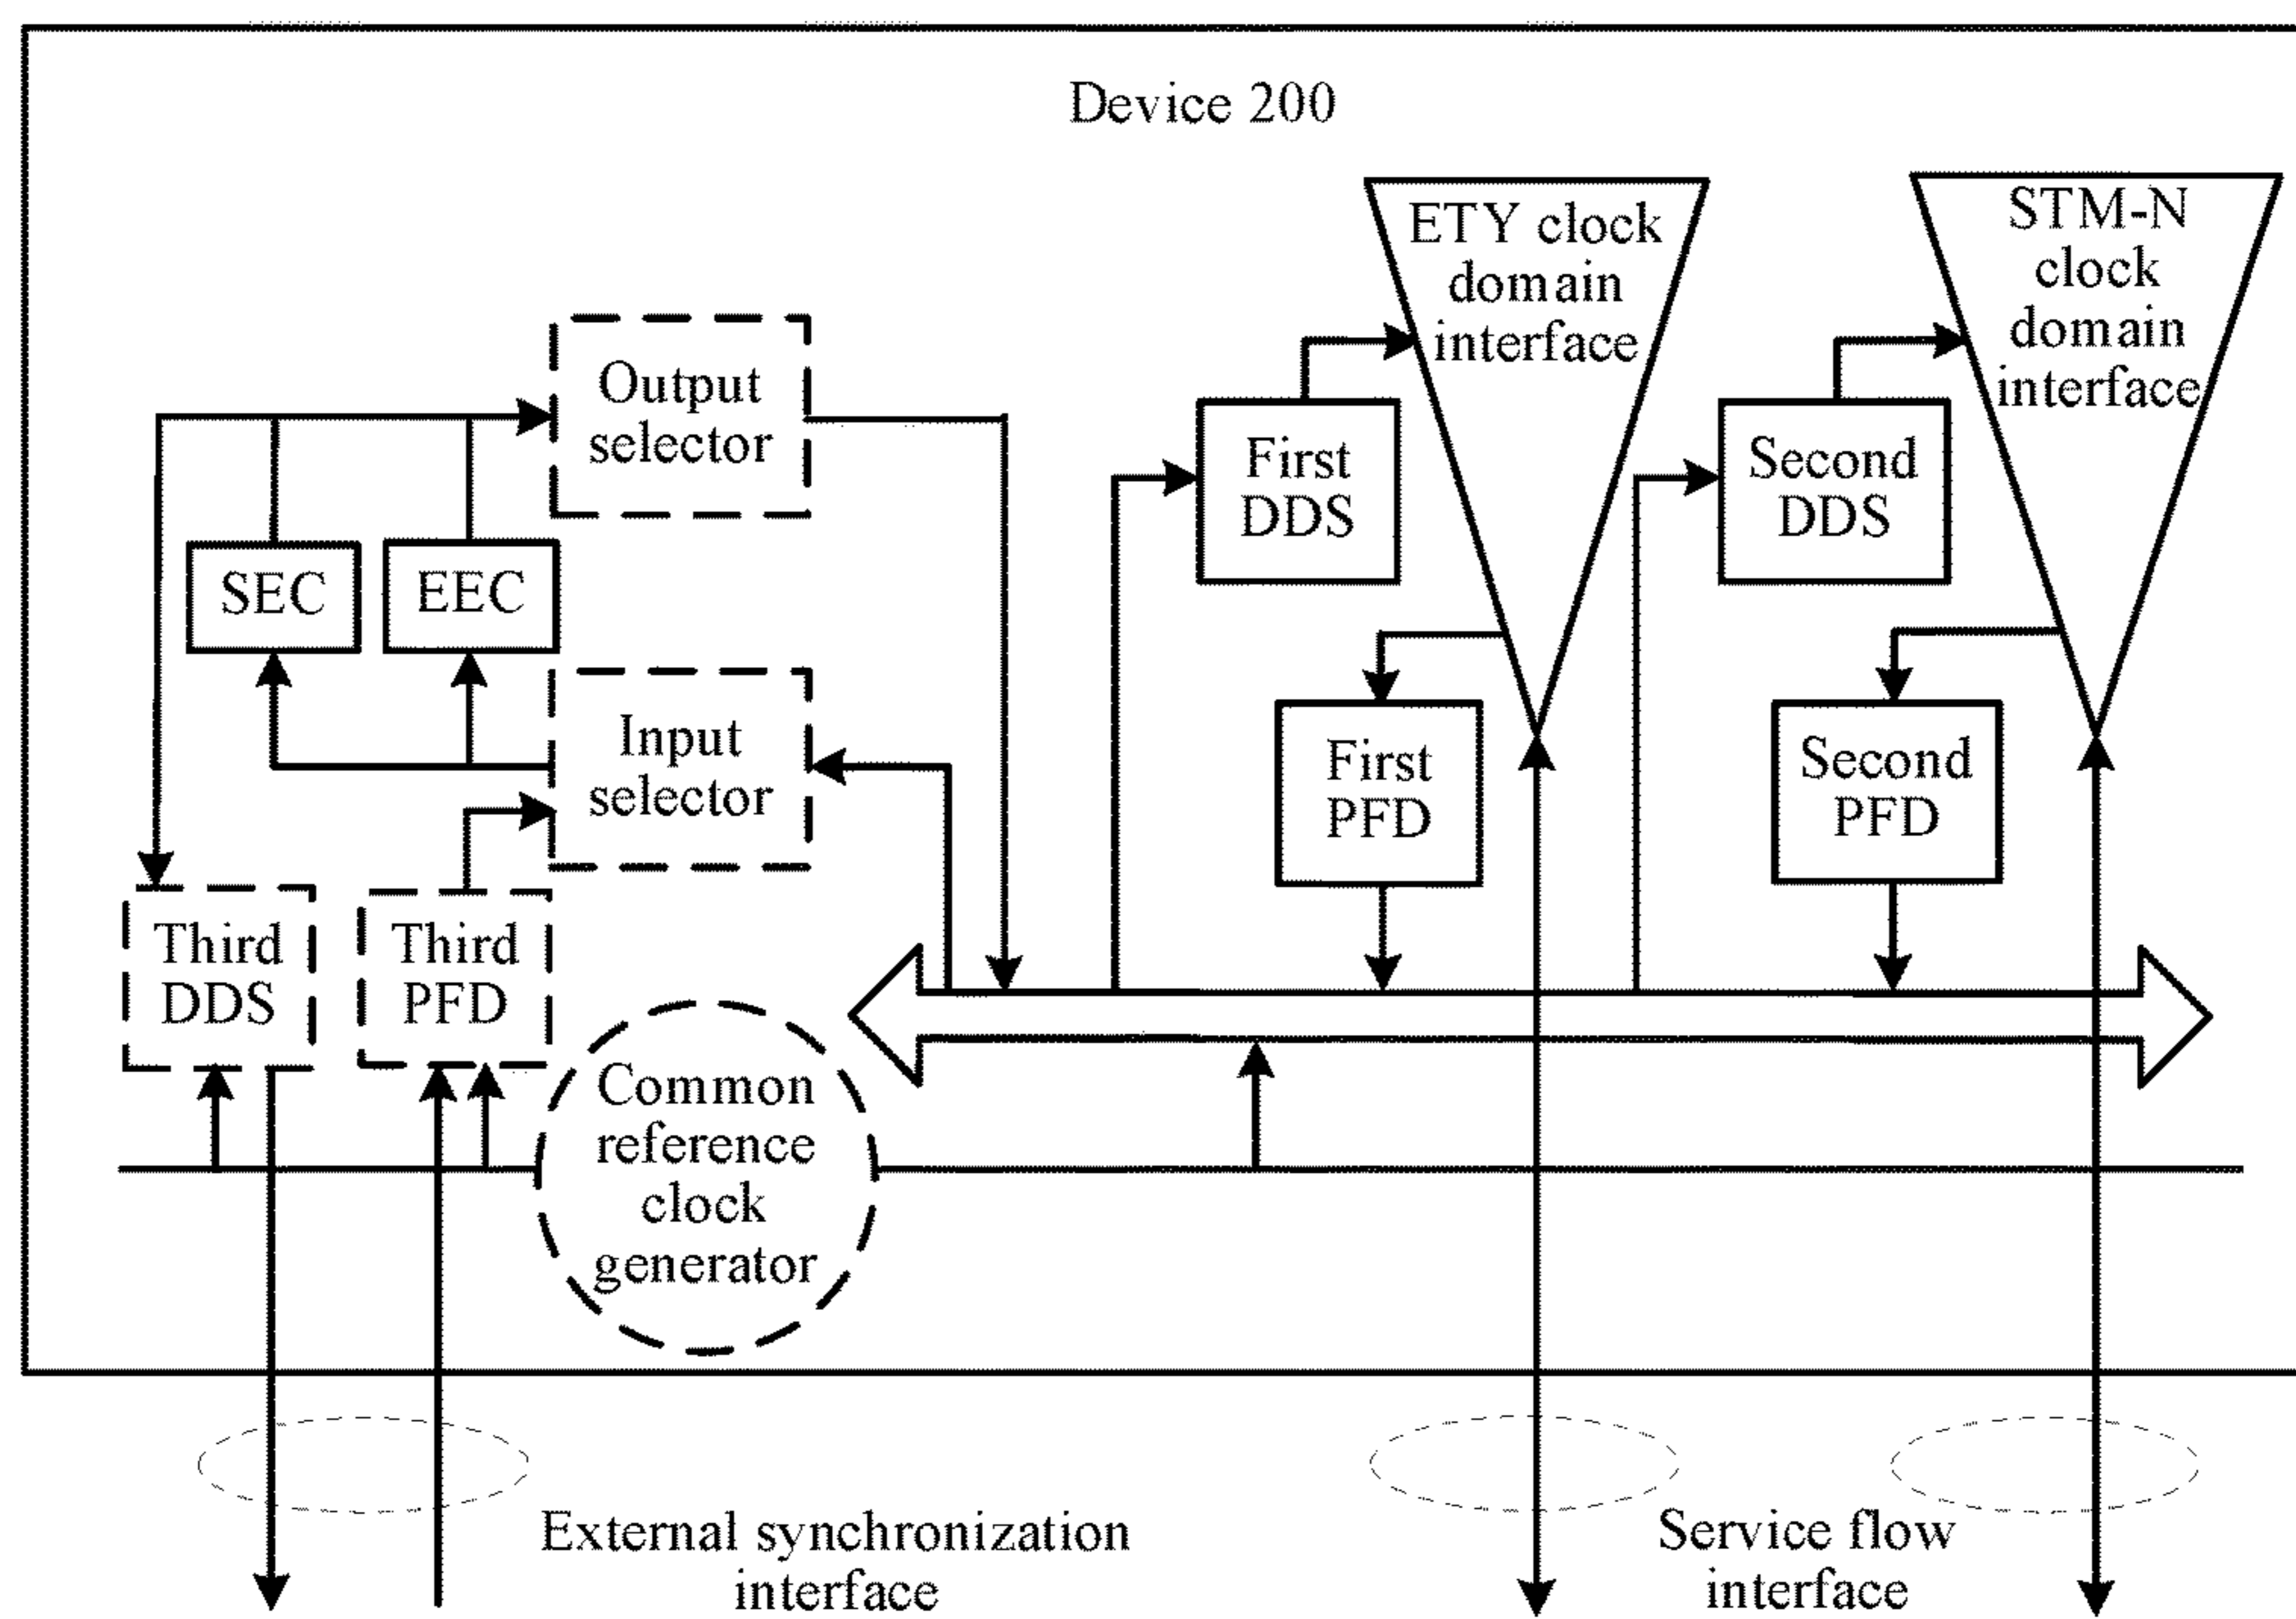 Device 200
ETY clock
domain
interface
STM-N
clock
domain
interface
Output
selector
First
DDS
Second
DDS
SEC
EEC
Input
selector
First
PFD
Second
PFD
Third
DDS
Third
PFD
Common
reference
clock
generator
External synchronization
interface
Service flow
interface